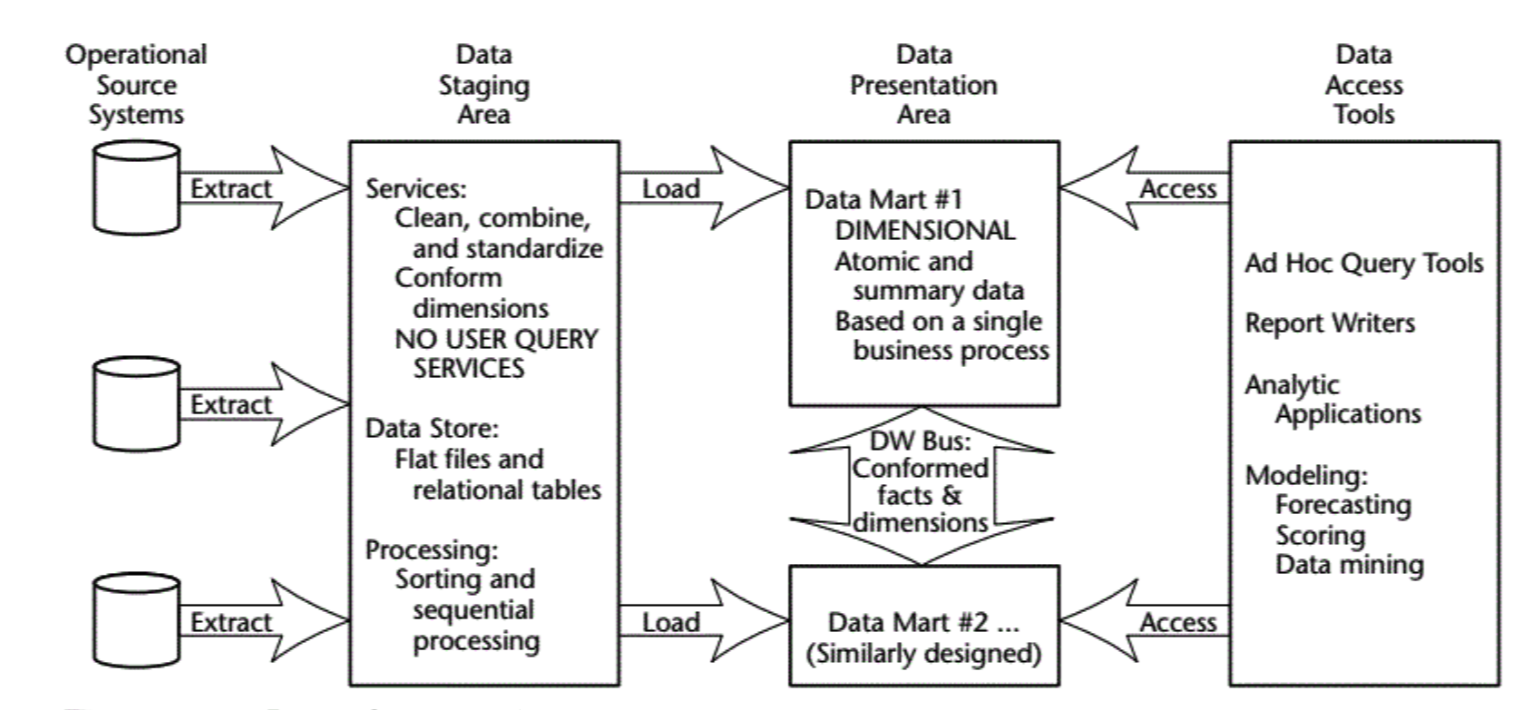 Operational
Source
Systems
Data
Staging
Area
Data
Presentation
Area
Data
Access
Tools
Extract
Extract
Extract
Services:
Clean, combine,
and standardize
Conform
dimensions
NO USER QUERY
SERVICES
Data Store:
Flat files and
relational tables
Processing:
Sorting and
sequential
processing
Load
Load
Data Mart #1
DIMENSIONAL
Atomic and
summary data
Based on a single
business process
DW Bus:
Conformed
facts &
dimensions
Data Mart #2 ...
(Similarly designed)
Access
Access
Ad Hoc Query Tools
Report Writers
Analytic
Applications
Modeling:
Forecasting
Scoring
Data mining